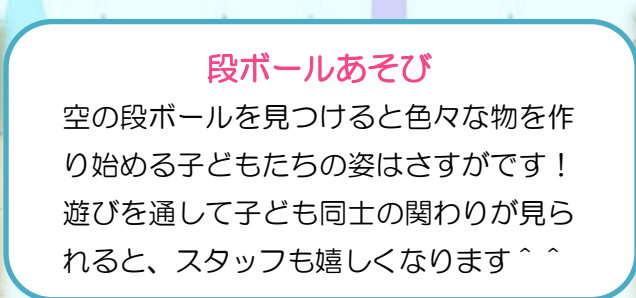 段ボールあそび
空の段ボールを見つけると色々な物を作
り始める子どもたちの姿はさすがです！
遊びを通して子ども同士の関わりが見ら
れると、スタッフも嬉しくなります＾＾